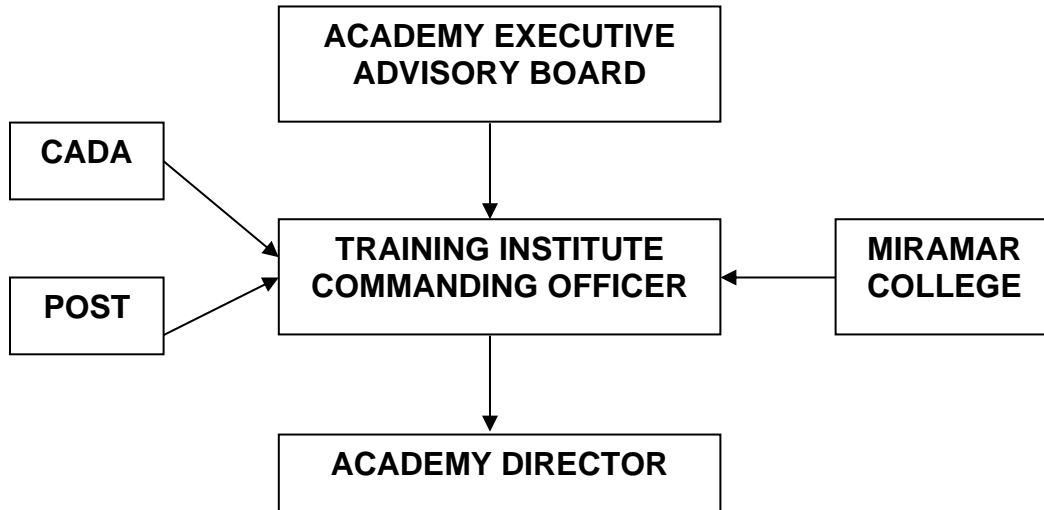 ACADEMY EXECUTIVE
ADVISORY BOARD
CADA
TRAINING INSTITUTE
COMMANDING OFFICER
MIRAMAR
COLLEGE
POST
ACADEMY DIRECTOR